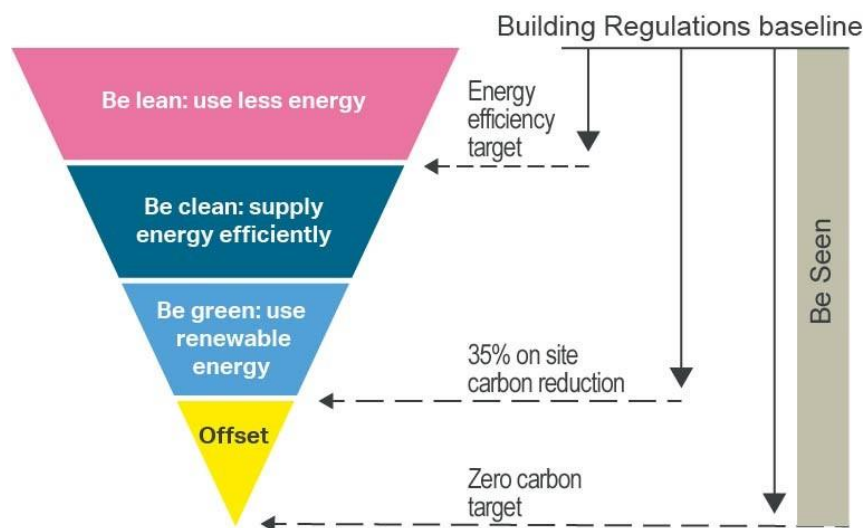 Building Regulations baseline
Be lean: use less energy
Energy
efficiency
target
Be clean: supply
energy efficiently
Be green: use
renewable
energy
35% on site
carbon reduction
Offset
Zero carbon
target
Be Seen